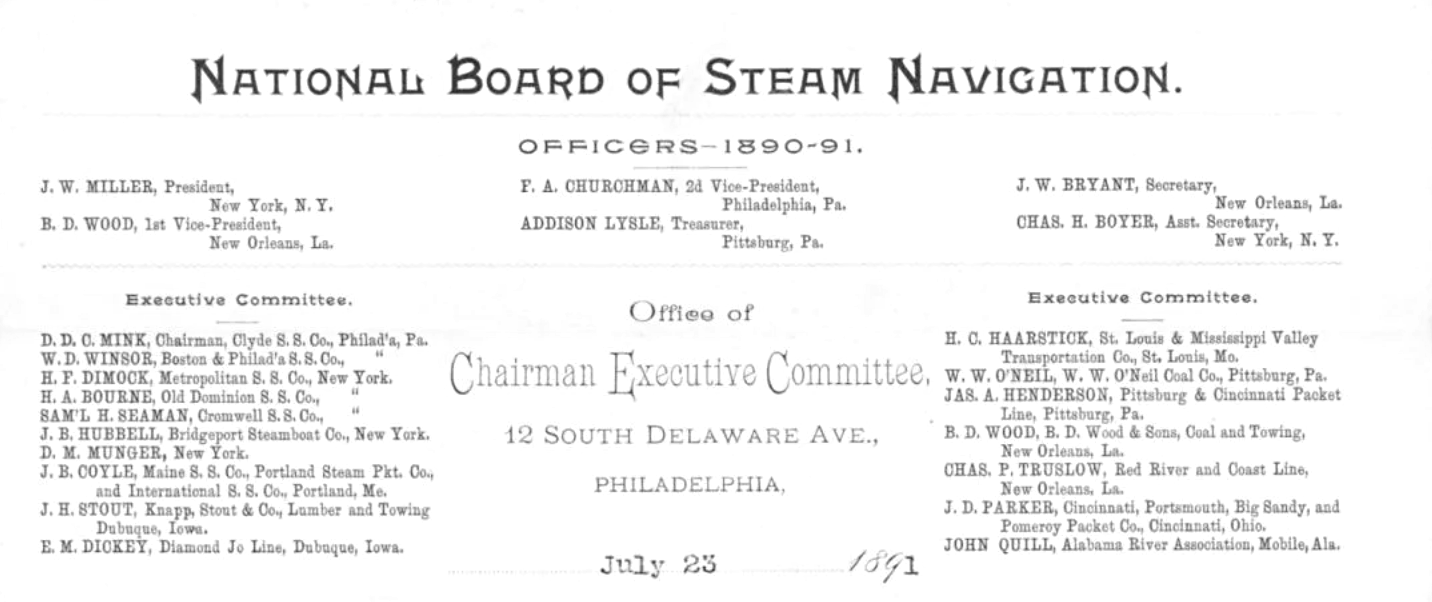 NATIONAL BOARD OF STEAM NAVIGATION.
OFFICERS–1890-91.
J. W. MILLER, President,
New York, N. Y.
B. D. WOOD, 1st Vice-President,
New Orleans, La.
F. A. CHURCHMAN, 2d Vice-President,
Philadelphia, Pa.
ADDISON LYSLE, Treasurer,
Pittsburg, Pa.
J. W. BRYANT, Secretary,
New Orleans, La.
CHAS. H. BOYER, Asst. Secretary,
New York, N. Y.
Executive Committee.
D. D. C. MINK, Chairman, Clyde S. S. Co., Philad'a, Pa.
W. D. WINSOR, Boston & Philad'a S. S. Co., "
H. F. DIMOCK, Metropolitan S. S. Co., New York.
H. A. BOURNE, Old Dominion S. S. Co., "
SAM'L H. SEAMAN, Cromwell S. S. Co., "
J. B. HUBBELL, Bridgeport Steamboat Co., New York.
D. M. MUNGER, New York.
J. B. COYLE, Maine S. S. Co., Portland Steam Pkt. Co.,
and International S. S. Co., Portland, Me.
J. H. STOUT, Knapp, Stout & Co., Lumber and Towing
Dubuque, Iowa.
E. M. DICKEY, Diamond Jo Line, Dubuque, Iowa.
Office of
Chairman Executive Committee,
12 SOUTH DELAWARE AVE.,
PHILADELPHIA,
July 23 1891
Executive Committee.
H. C. HAARSTICK, St. Louis & Mississippi Valley
Transportation Co., St. Louis, Mo.
W. W. O'NEIL, W. W. O'Neil Coal Co., Pittsburg, Pa.
JAS. A. HENDERSON, Pittsburg & Cincinnati Packet
Line, Pittsburg, Pa.
B. D. WOOD, B. D. Wood & Sons, Coal and Towing,
New Orleans, La.
CHAS. P. TRUSLOW, Red River and Coast Line,
New Orleans, La.
J. D. PARKER, Cincinnati, Portsmouth, Big Sandy, and
Pomeroy Packet Co., Cincinnati, Ohio.
JOHN QUILL, Alabama River Association, Mobile, Ala.